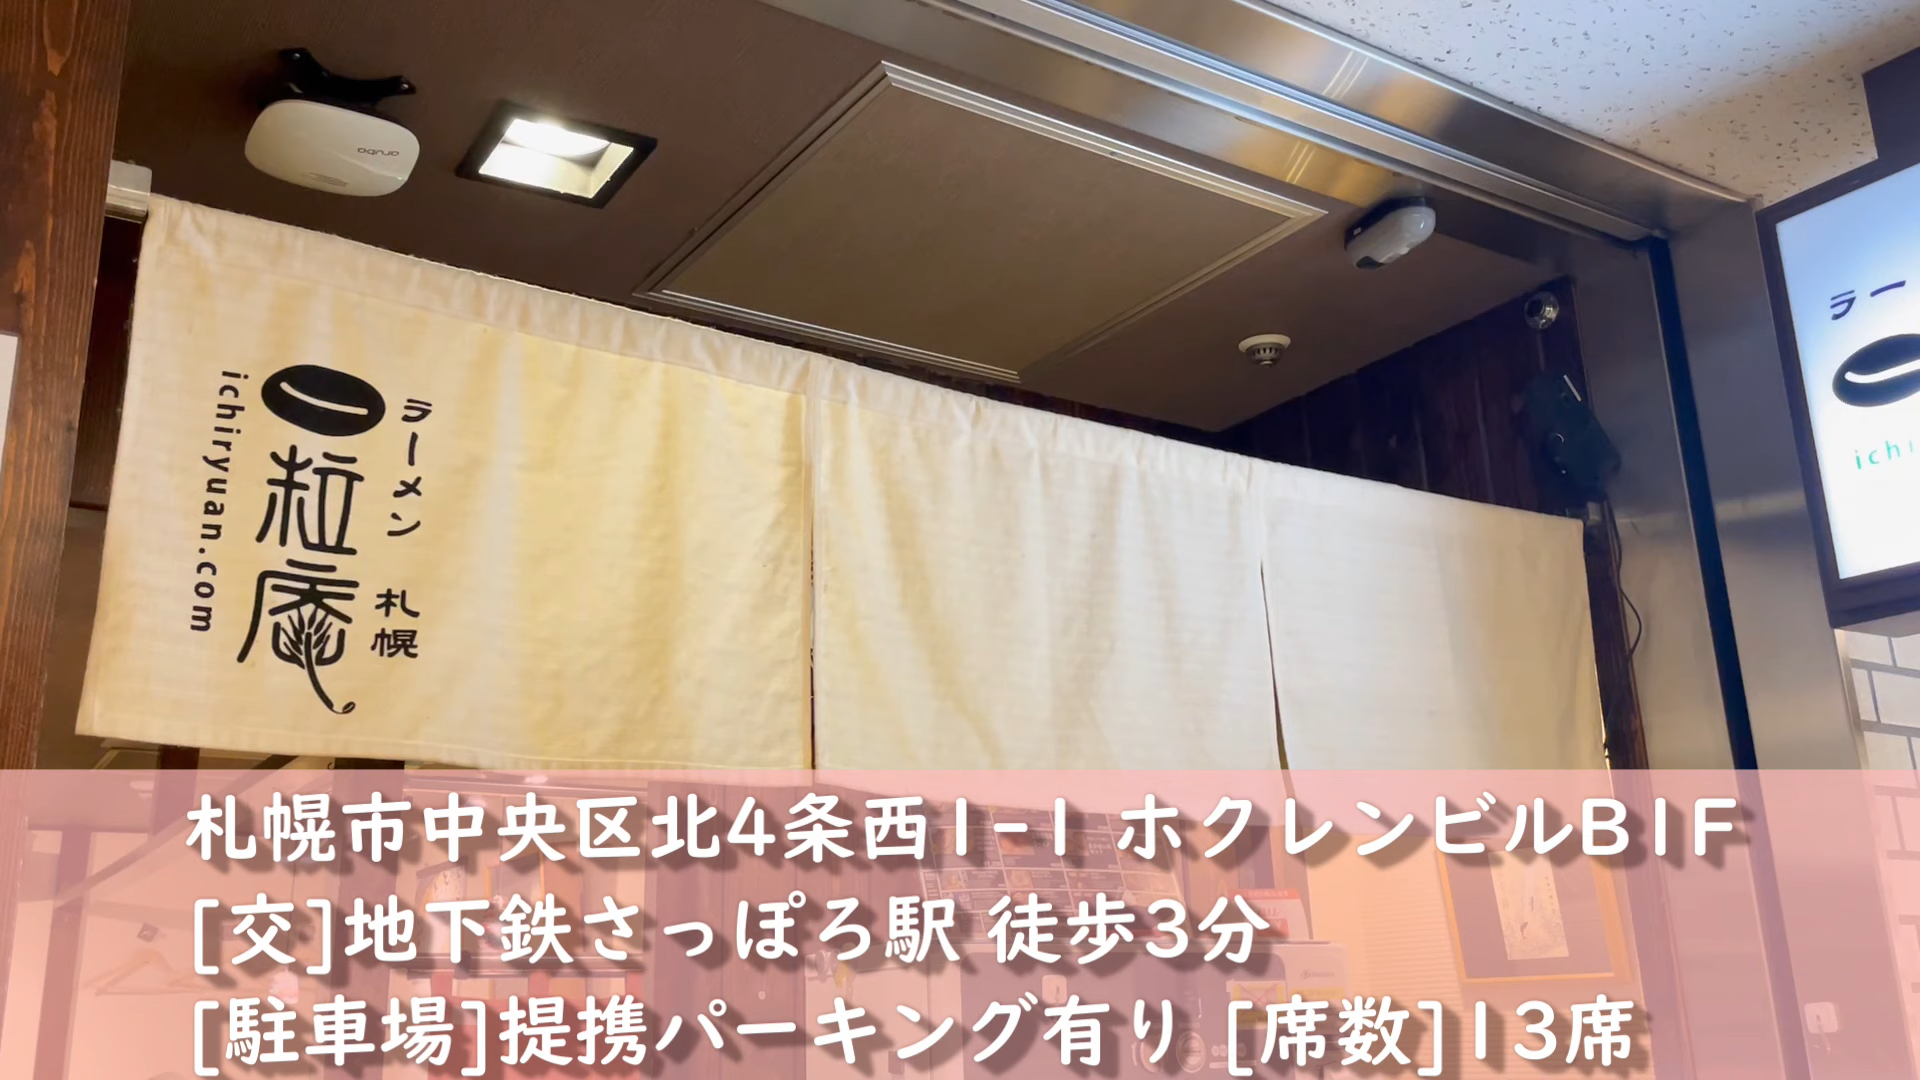 aruba
ラーメン 札幌
一粒庵
ichiryuan.com
ラー
ichi
札幌市中央区北4条西1-1 ホクレンビルB1F
[交]地下鉄さっぽろ駅 徒歩3分
[駐車場]提携パーキング有り [席数]13席